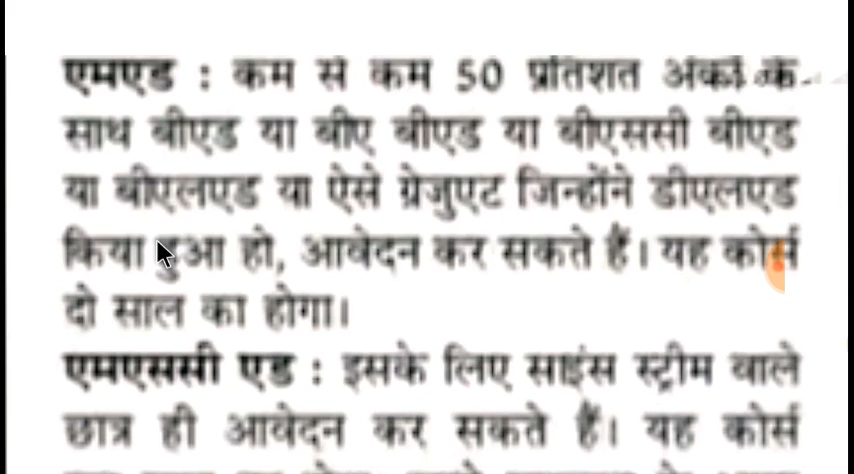 एमएड : कम से कम 50 प्रतिशत अंकों के
साथ बीएड या बीए बीएड या बीएससी बीएड
या बीएलएड या ऐसे ग्रेजुएट जिन्होंने डीएलएड
किया हुआ हो, आवेदन कर सकते हैं। यह कोर्स
दो साल का होगा।
एमएससी एड : इसके लिए साइंस स्ट्रीम वाले
छात्र ही आवेदन कर सकते हैं। यह कोर्स